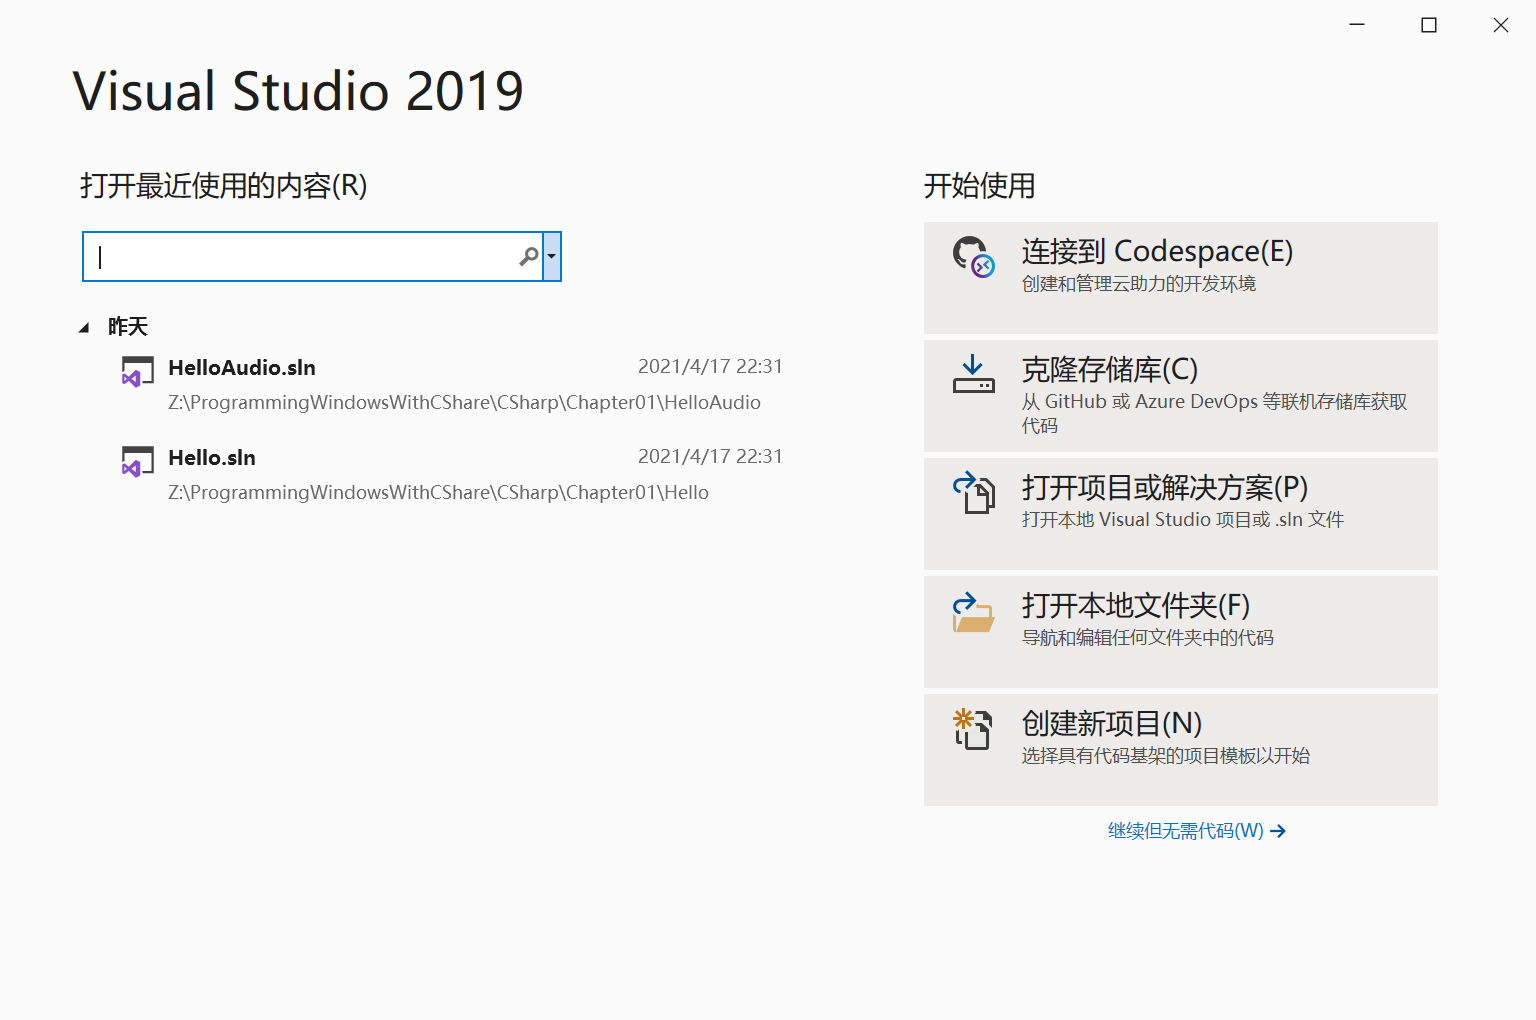 Visual Studio 2019
打开最近使用的内容(R)
昨天
HelloAudio.sln
2021/4/17 22:31
Z:\ProgrammingWindowsWithCShare\CSharp\Chapter01\HelloAudio
Hello.sln
2021/4/17 22:31
Z:\ProgrammingWindowsWithCShare\CSharp\Chapter01\Hello
开始使用
连接到 Codespace(E)
创建和管理云助力的开发环境
克隆存储库(C)
从 GitHub 或 Azure DevOps 等联机存储库获取
代码
打开项目或解决方案(P)
打开本地 Visual Studio 项目或 .sln 文件
打开本地文件夹(F)
导航和编辑任何文件夹中的代码
创建新项目(N)
选择具有代码基架的项目模板以开始
继续但无需代码(W)